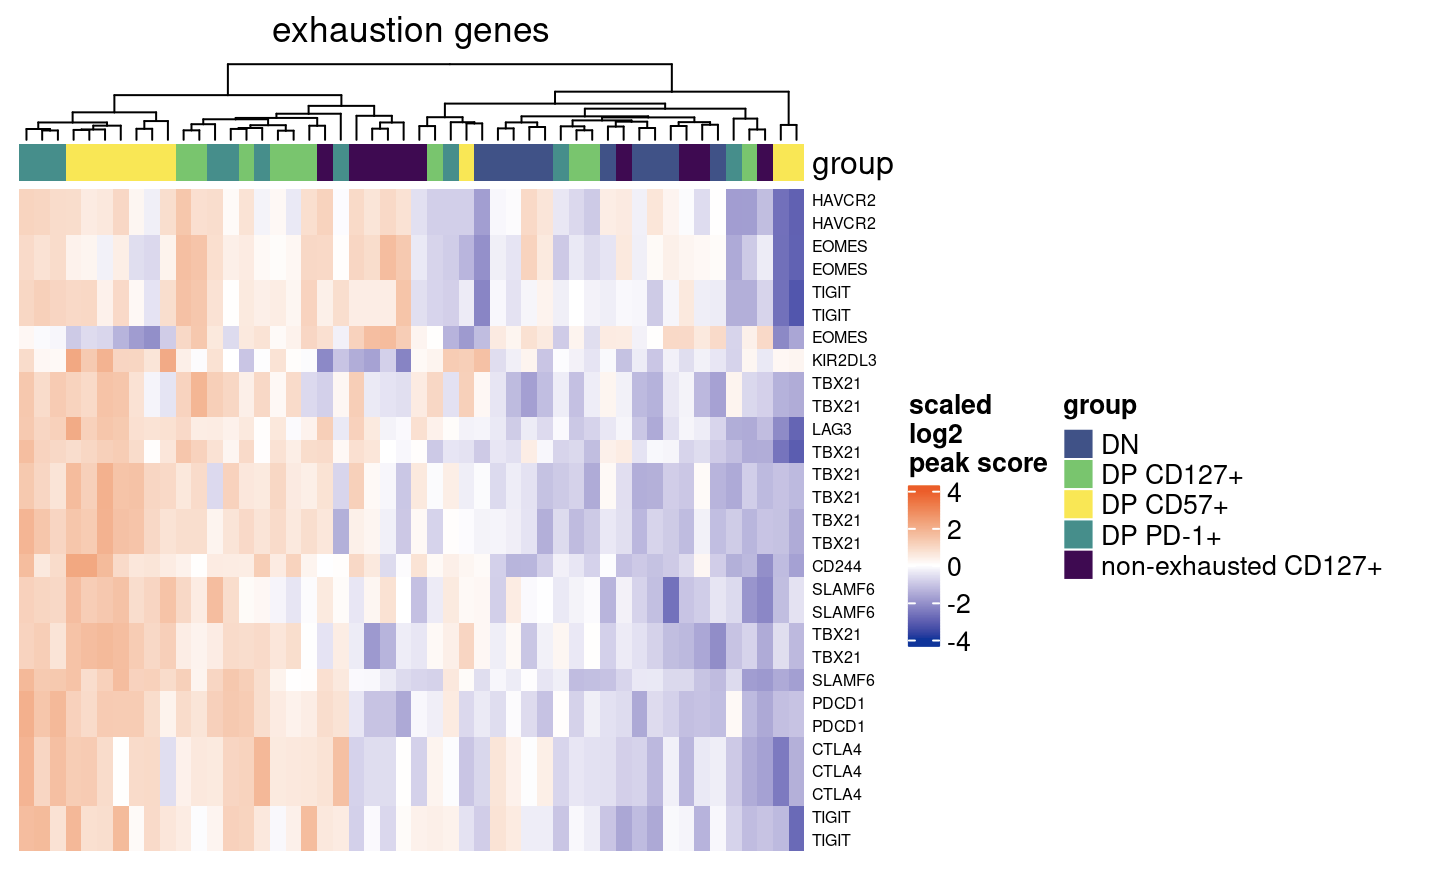 exhaustion genes
group
HAVCR2
HAVCR2
EOMES
EOMES
TIGIT
TIGIT
EOMES
KIR2DL3
TBX21
TBX21
LAG3
TBX21
TBX21
TBX21
TBX21
TBX21
CD244
SLAMF6
SLAMF6
TBX21
TBX21
SLAMF6
PDCD1
PDCD1
CTLA4
CTLA4
CTLA4
TIGIT
TIGIT
scaled
log2
peak score
4
2
0
-2
-4
group
DN
DP CD127+
DP CD57+
DP PD-1+
non-exhausted CD127+